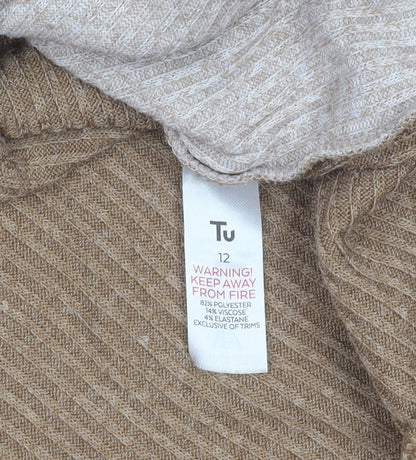 Tu
12
WARNING!
KEEP AWAY
FROM FIRE
82% POLYESTER
14% VISCOSE
4% ELASTANE
EXCLUSIVE OF TRIMS